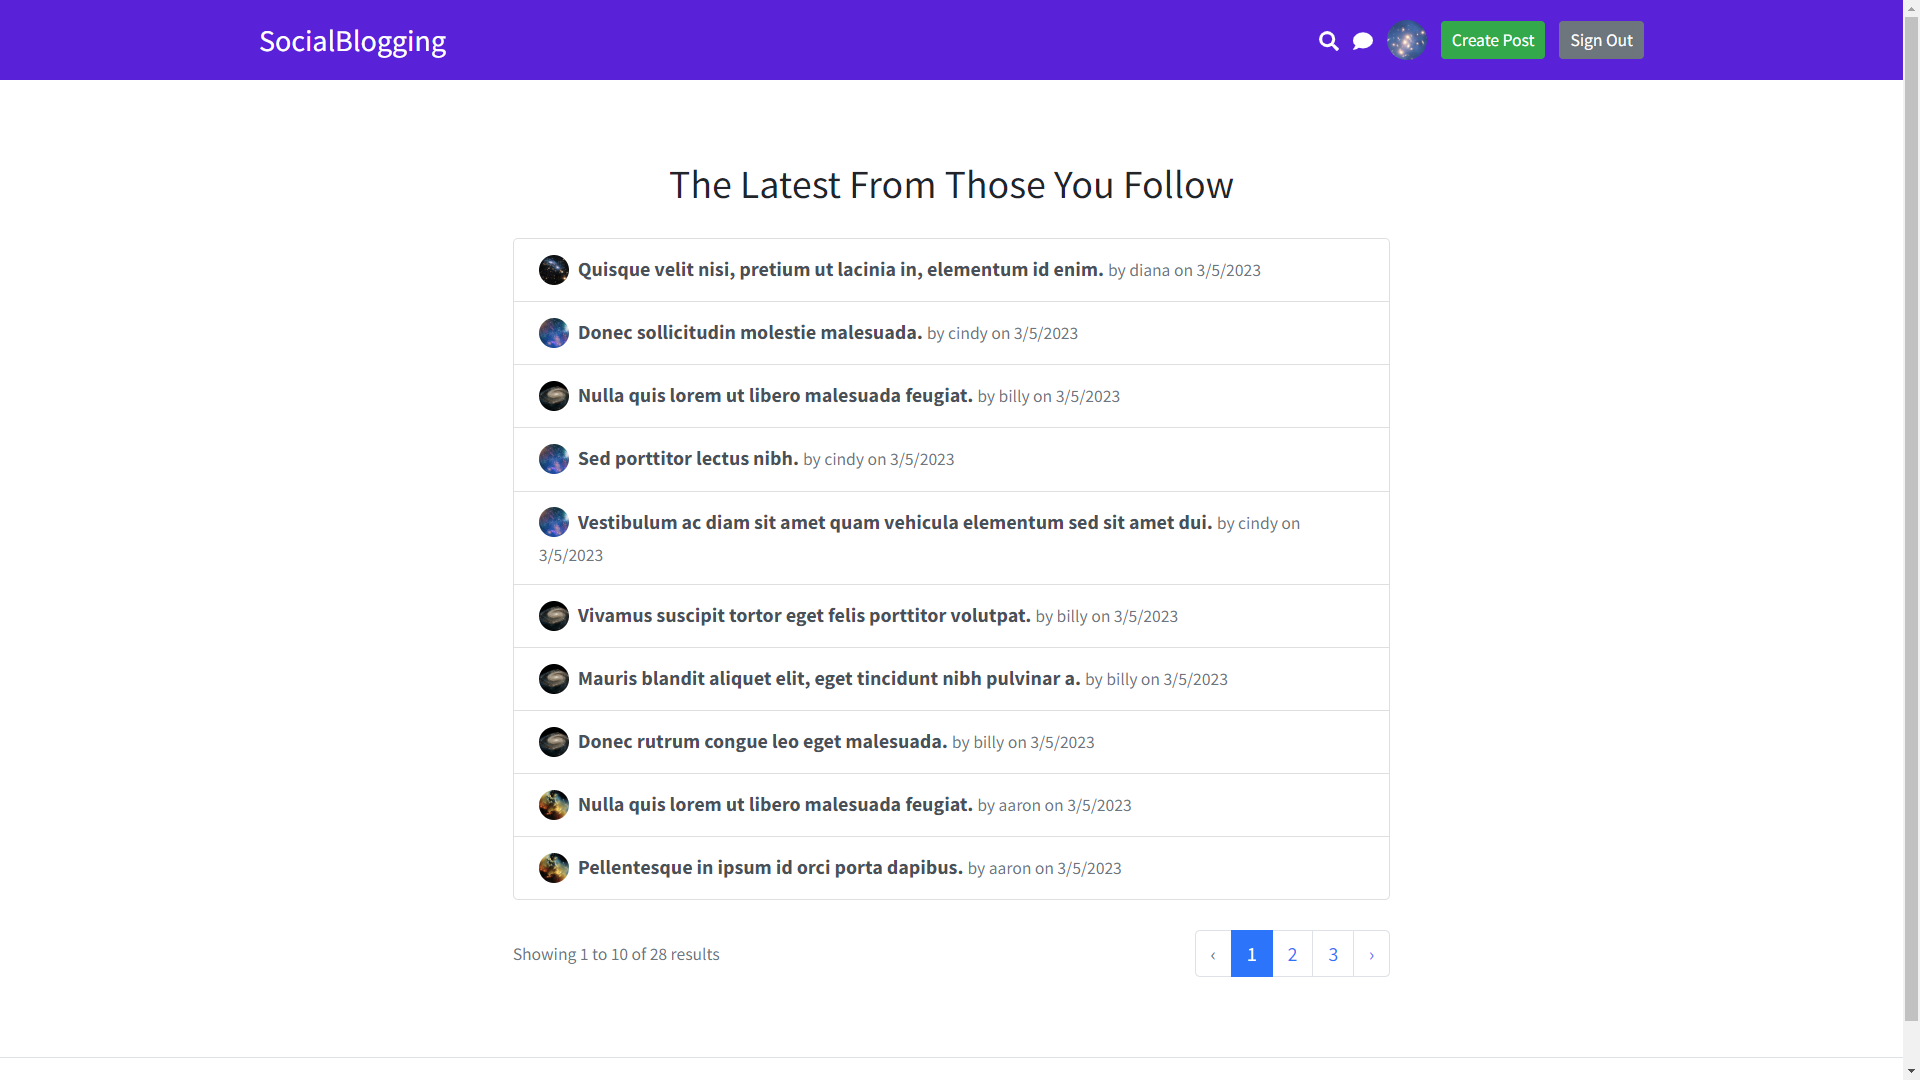 SocialBlogging
Create Post
Sign Out
The Latest From Those You Follow
Quisque velit nisi, pretium ut lacinia in, elementum id enim. by diana on 3/5/2023
Donec sollicitudin molestie malesuada. by cindy on 3/5/2023
Nulla quis lorem ut libero malesuada feugiat. by billy on 3/5/2023
Sed porttitor lectus nibh. by cindy on 3/5/2023
Vestibulum ac diam sit amet quam vehicula elementum sed sit amet dui. by cindy on
3/5/2023
Vivamus suscipit tortor eget felis porttitor volutpat. by billy on 3/5/2023
Mauris blandit aliquet elit, eget tincidunt nibh pulvinar a. by billy on 3/5/2023
Donec rutrum congue leo eget malesuada. by billy on 3/5/2023
Nulla quis lorem ut libero malesuada feugiat. by aaron on 3/5/2023
Pellentesque in ipsum id orci porta dapibus. by aaron on 3/5/2023
Showing 1 to 10 of 28 results
‹ 1 2 3 ›